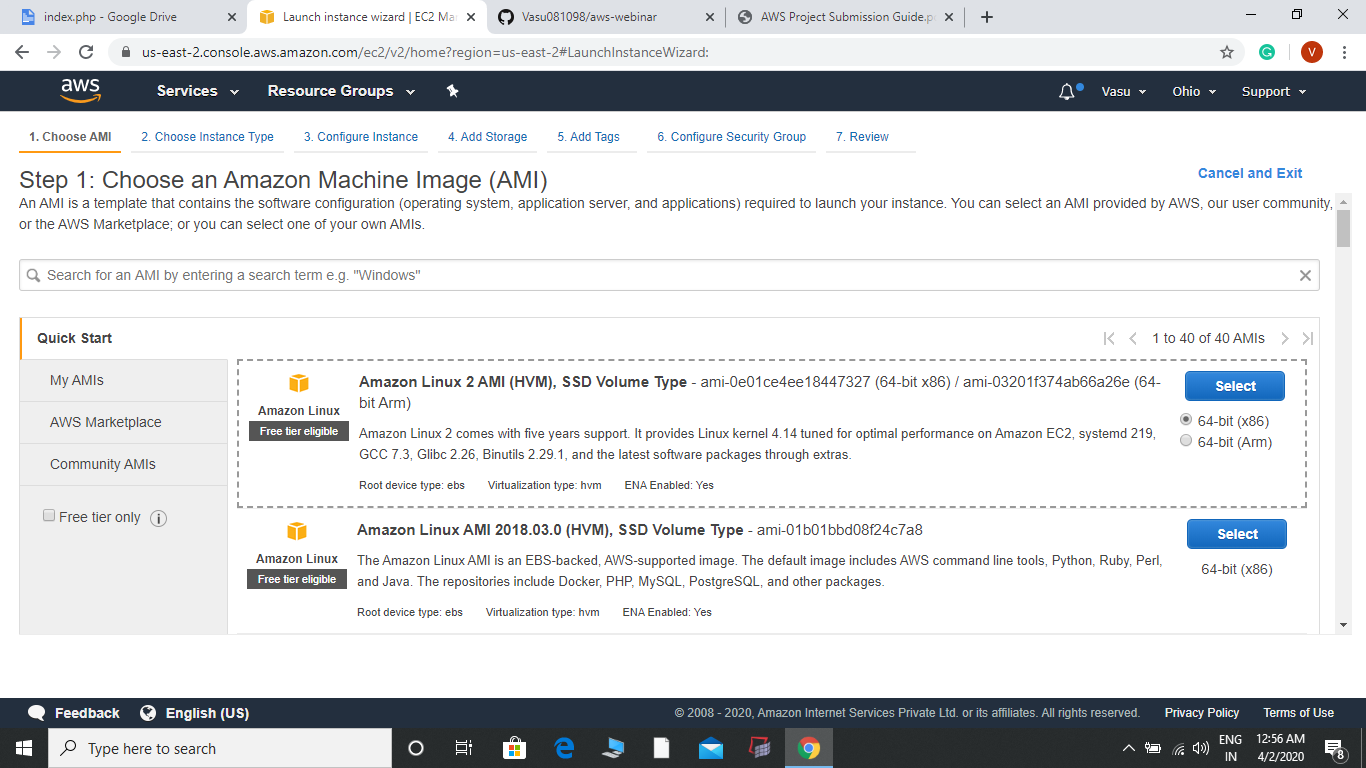 index.php - Google Drive
Launch instance wizard | EC2 Ma
Vasu081098/aws-webinar
AWS Project Submission Guide.p
us-east-2.console.aws.amazon.com/ec2/v2/home?region=us-east-2#LaunchInstanceWizard:
V
aws
Services
Resource Groups
Vasu
Ohio
Support
1. Choose AMI
2. Choose Instance Type
3. Configure Instance
4. Add Storage
5. Add Tags
6. Configure Security Group
7. Review
Step 1: Choose an Amazon Machine Image (AMI)
Cancel and Exit
An AMI is a template that contains the software configuration (operating system, application server, and applications) required to launch your instance. You can select an AMI provided by AWS, our user community,
or the AWS Marketplace; or you can select one of your own AMIs.
Search for an AMI by entering a search term e.g. "Windows"
Quick Start
1 to 40 of 40 AMIs
My AMIs
AWS Marketplace
Community AMIs
Free tier only
Amazon Linux
Free tier eligible
Amazon Linux 2 AMI (HVM), SSD Volume Type - ami-0e01ce4ee18447327 (64-bit x86) / ami-03201f374ab66a26e (64-
bit Arm)
Amazon Linux 2 comes with five years support. It provides Linux kernel 4.14 tuned for optimal performance on Amazon EC2, systemd 219,
GCC 7.3, Glibc 2.26, Binutils 2.29.1, and the latest software packages through extras.
Root device type: ebs Virtualization type: hvm ENA Enabled: Yes
Select
64-bit (x86)
64-bit (Arm)
Amazon Linux
Free tier eligible
Amazon Linux AMI 2018.03.0 (HVM), SSD Volume Type - ami-01b01bbd08f24c7a8
The Amazon Linux AMI is an EBS-backed, AWS-supported image. The default image includes AWS command line tools, Python, Ruby, Perl,
and Java. The repositories include Docker, PHP, MySQL, PostgreSQL, and other packages.
Root device type: ebs Virtualization type: hvm ENA Enabled: Yes
Select
64-bit (x86)
Feedback
English (US)
© 2008 - 2020, Amazon Internet Services Private Ltd. or its affiliates. All rights reserved.
Privacy Policy
Terms of Use
Type here to search
ENG
IN
12:56 AM
4/2/2020
8